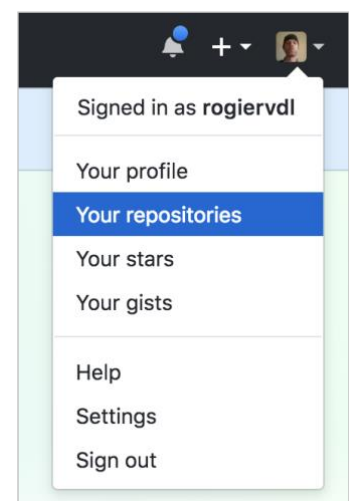 Signed in as rogiervdl
Your profile
Your repositories
Your stars
Your gists
Help
Settings
Sign out